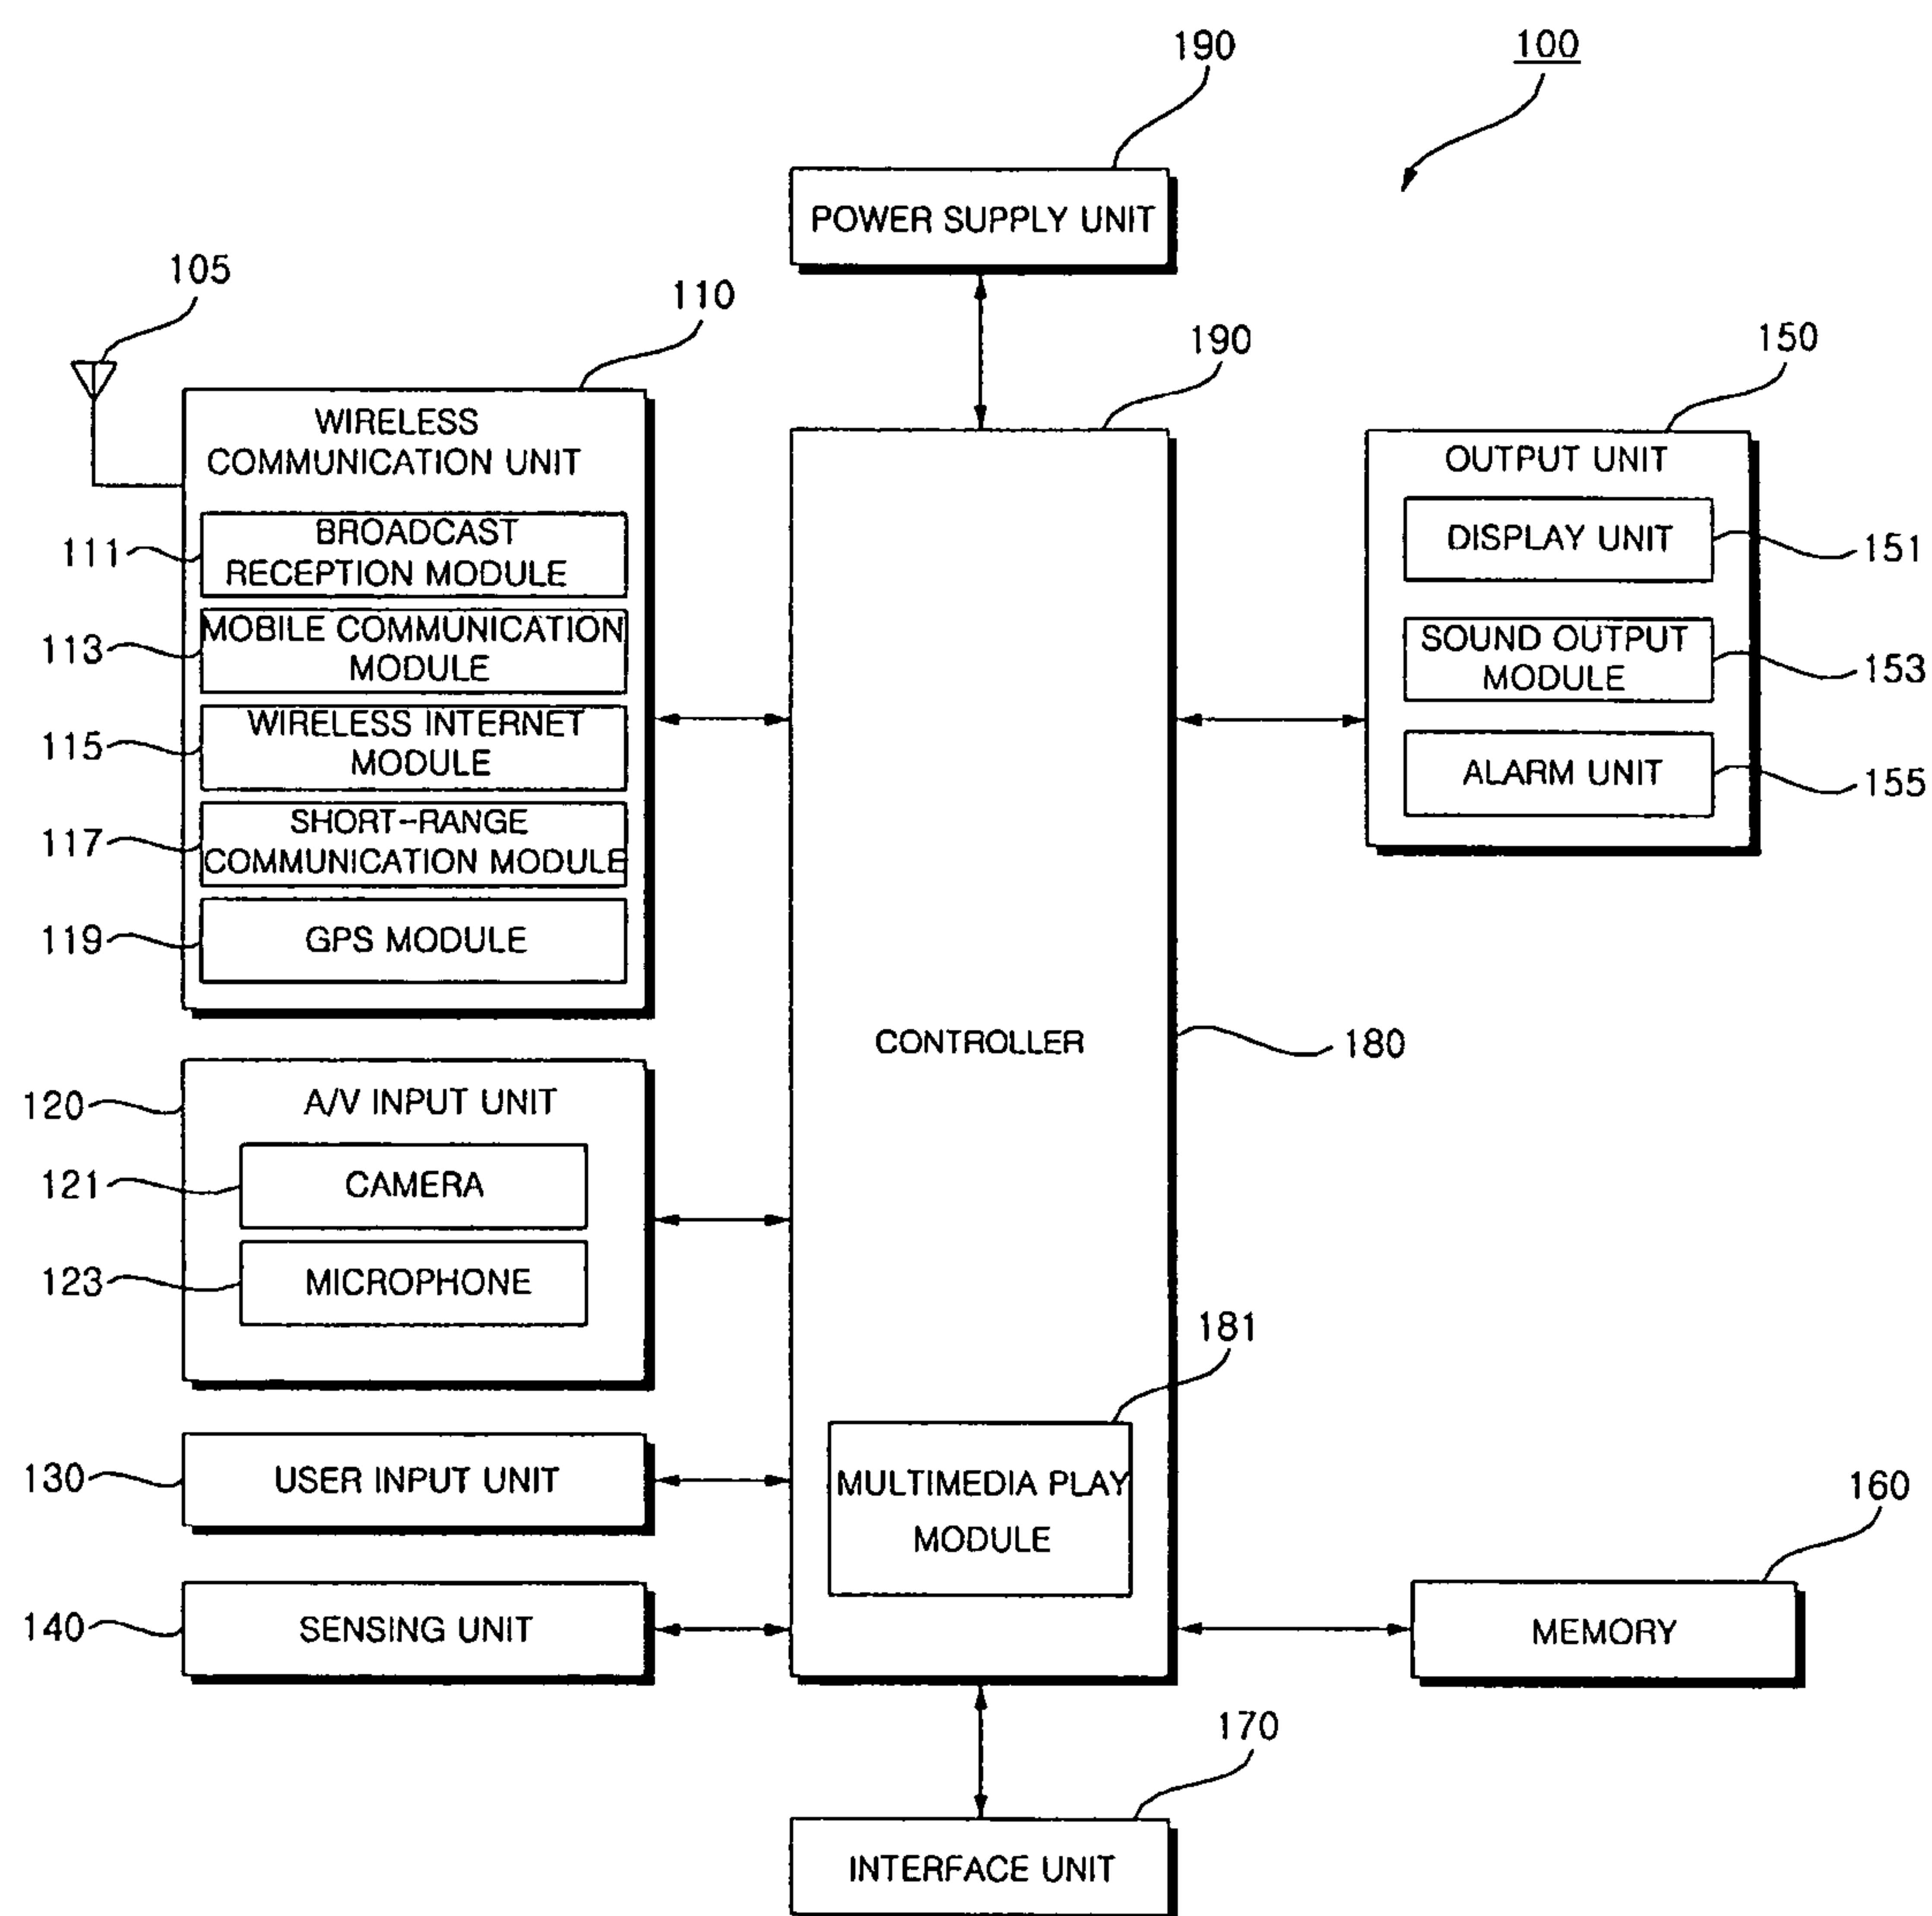 190
100
POWER SUPPLY UNIT
105
110
190
150
WIRELESS
COMMUNICATION UNIT
OUTPUT UNIT
111
BROADCAST
RECEPTION MODULE
DISPLAY UNIT
151
113
MOBILE COMMUNICATION
MODULE
SOUND OUTPUT
MODULE
153
115
WIRELESS INTERNET
MODULE
ALARM UNIT
155
117
SHORT-RANGE
COMMUNICATION MODULE
119
GPS MODULE
CONTROLLER
180
120
A/V INPUT UNIT
121
CAMERA
123
MICROPHONE
181
130
USER INPUT UNIT
MULTIMEDIA PLAY
MODULE
160
140
SENSING UNIT
MEMORY
170
INTERFACE UNIT